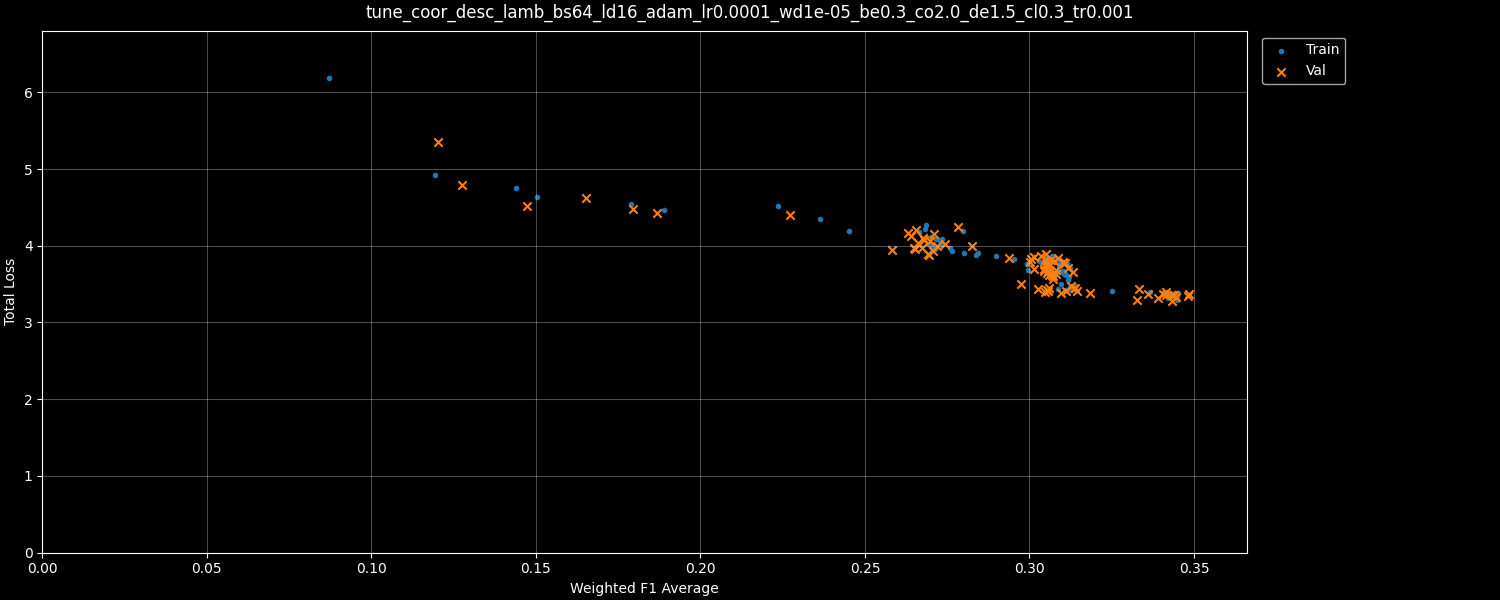 tune_coor_desc_lamb_bs64_ld16_adam_lr0.0001_wd1e-05_be0.3_co2.0_de1.5_cl0.3_tr0.001
Train
Val
6
5
4
3
2
1
0
Total Loss
0.00 0.05 0.10 0.15 0.20 0.25 0.30 0.35
Weighted F1 Average